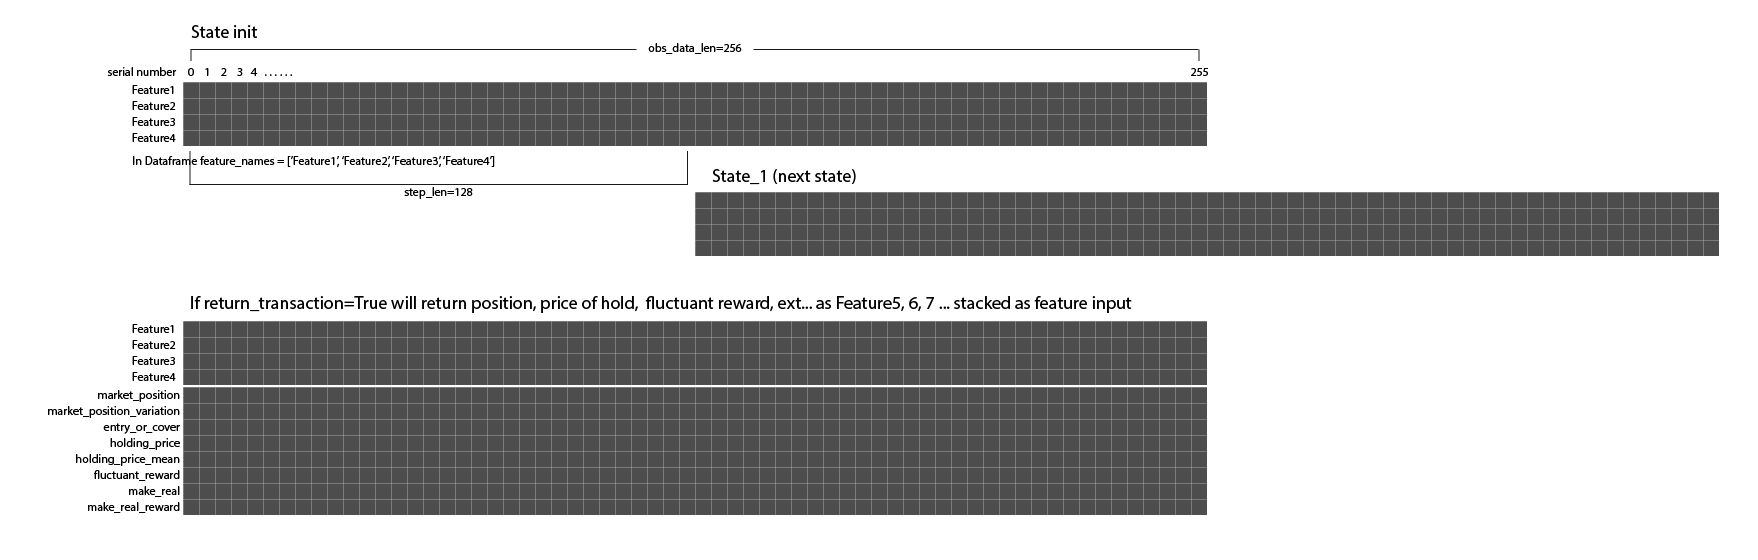 State init
obs_data_len=256
serial number 0 1 2 3 4 ...... 255
Feature1
Feature2
Feature3
Feature4
In Dataframe feature_names = ['Feature1', 'Feature2', 'Feature3', 'Feature4']
step_len=128
State_1 (next state)
If return_transaction=True will return position, price of hold, fluctuant reward, ext... as Feature5, 6, 7 ... stacked as feature input
Feature1
Feature2
Feature3
Feature4
market_position
market_position_variation
entry_or_cover
holding_price
holding_price_mean
fluctuant_reward
make_real
make_real_reward